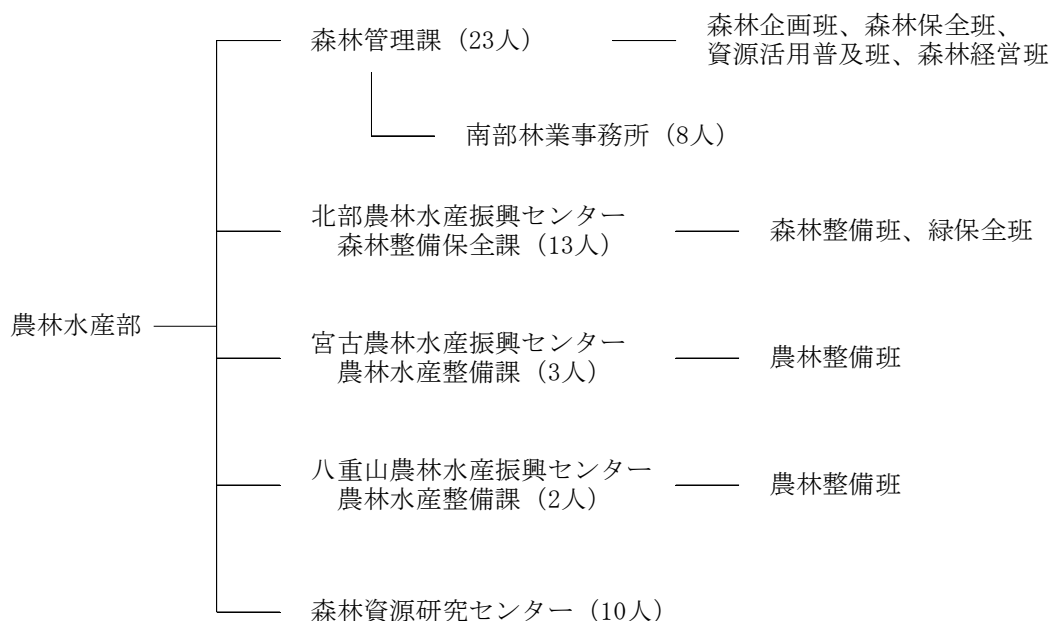 森林管理課（23人）
森林企画班、森林保全班、
資源活用普及班、森林経営班
南部林業事務所（8人）
北部農林水産振興センター
森林整備保全課（13人）
森林整備班、緑保全班
農林水産部
宮古農林水産振興センター
農林水産整備課（3人）
農林整備班
八重山農林水産振興センター
農林水産整備課（2人）
農林整備班
森林資源研究センター（10人）